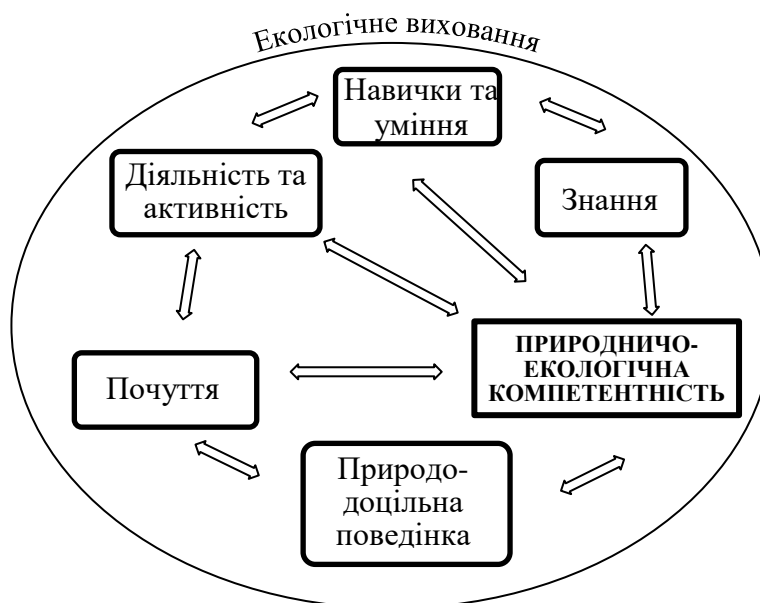 Екологічне виховання
Навички та
уміння
Діяльність та
активність
Знання
ПРИРОДНИЧО-
ЕКОЛОГІЧНА
КОМПЕТЕНТНІСТЬ
Почуття
Природо-
доцільна
поведінка